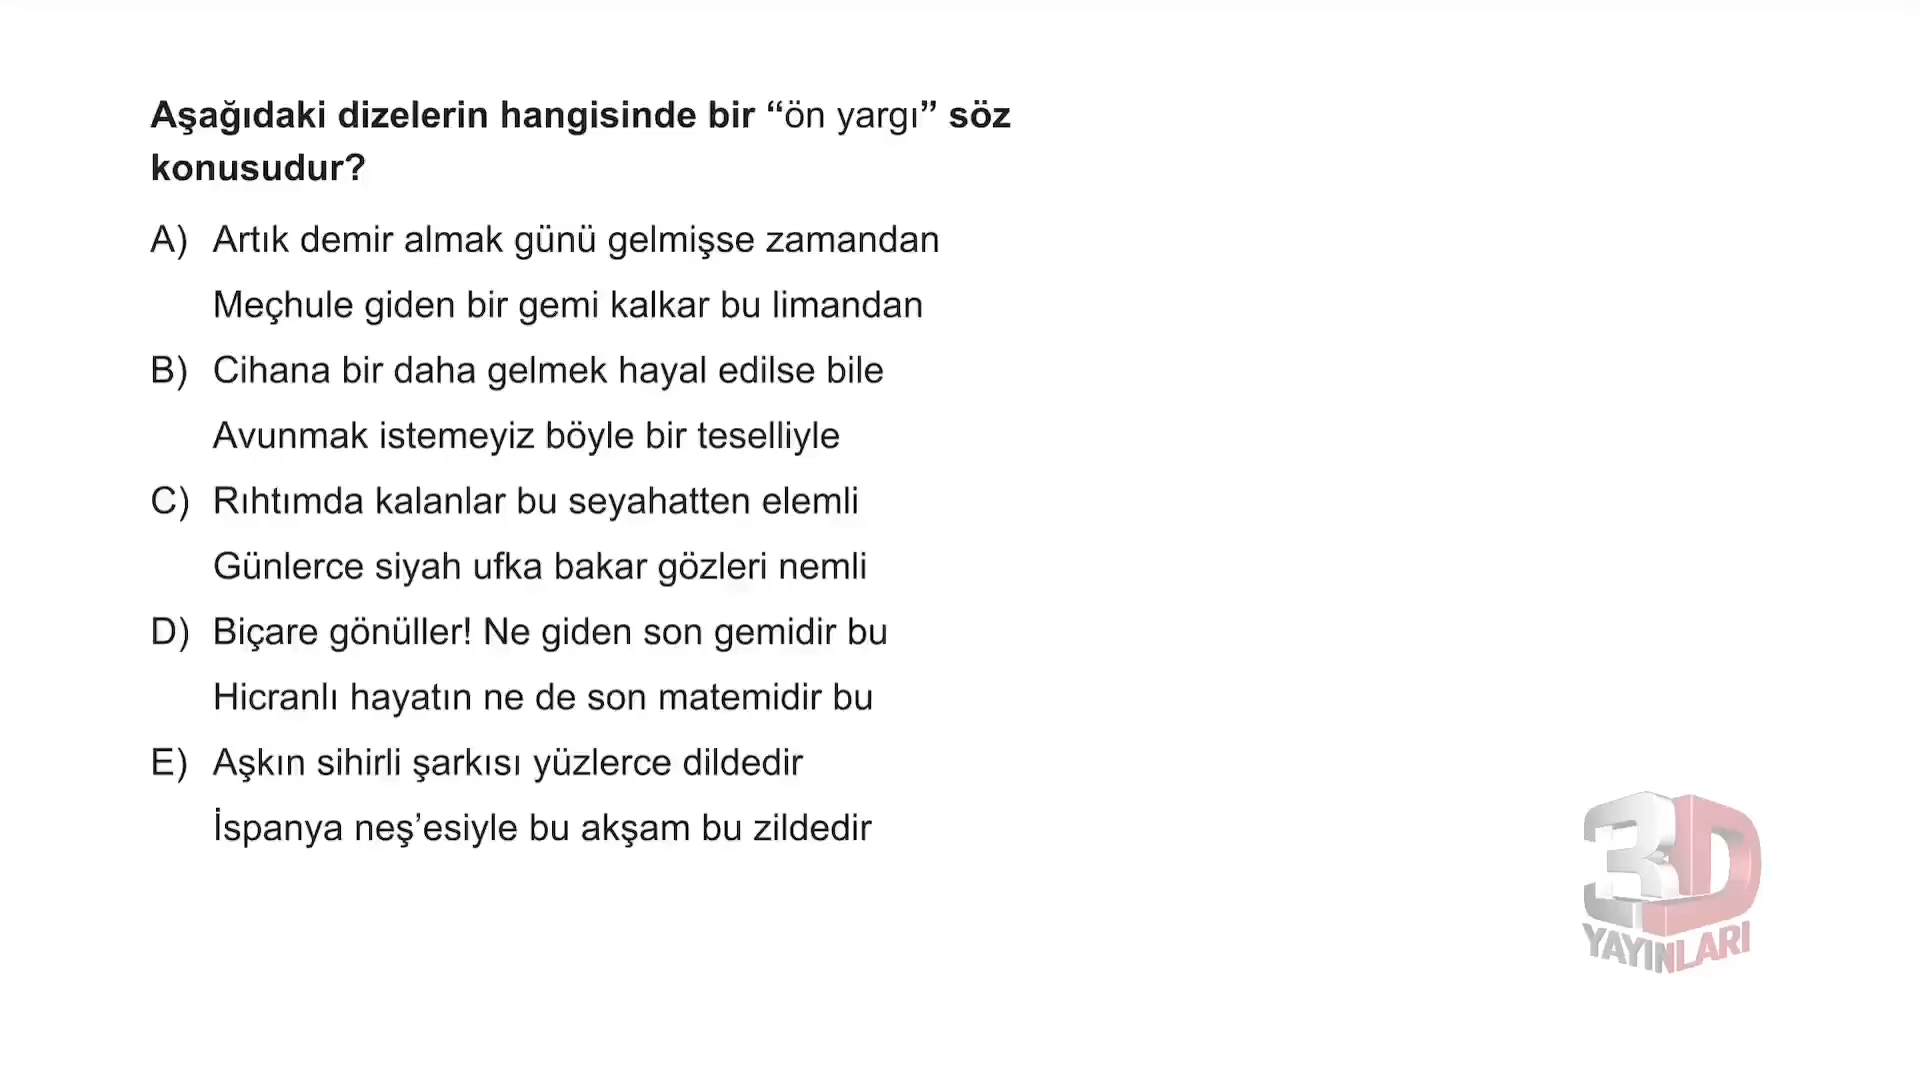 Aşağıdaki dizelerin hangisinde bir “ön yargı” söz
konusudur?
A) Artık demir almak günü gelmişse zamandan
Meçhule giden bir gemi kalkar bu limandan
B) Cihana bir daha gelmek hayal edilse bile
Avunmak istemeyiz böyle bir teselliyle
C) Rıhtımda kalanlar bu seyahatten elemli
Günlerce siyah ufka bakar gözleri nemli
D) Biçare gönüller! Ne giden son gemidir bu
Hicranlı hayatın ne de son matemidir bu
E) Aşkın sihirli şarkısı yüzlerce dildedir
İspanya neş’esiyle bu akşam bu zildedir
3D
YAYINLARI